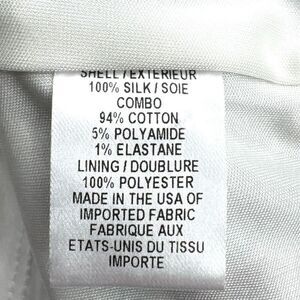 SHELL / EXTERIEUR
100% SILK / SOIE
COMBO
94% COTTON
5% POLYAMIDE
1% ELASTANE
LINING / DOUBLURE
100% POLYESTER
MADE IN THE USA OF
IMPORTED FABRIC
FABRIQUE AUX
ETATS-UNIS DU TISSU
IMPORTE